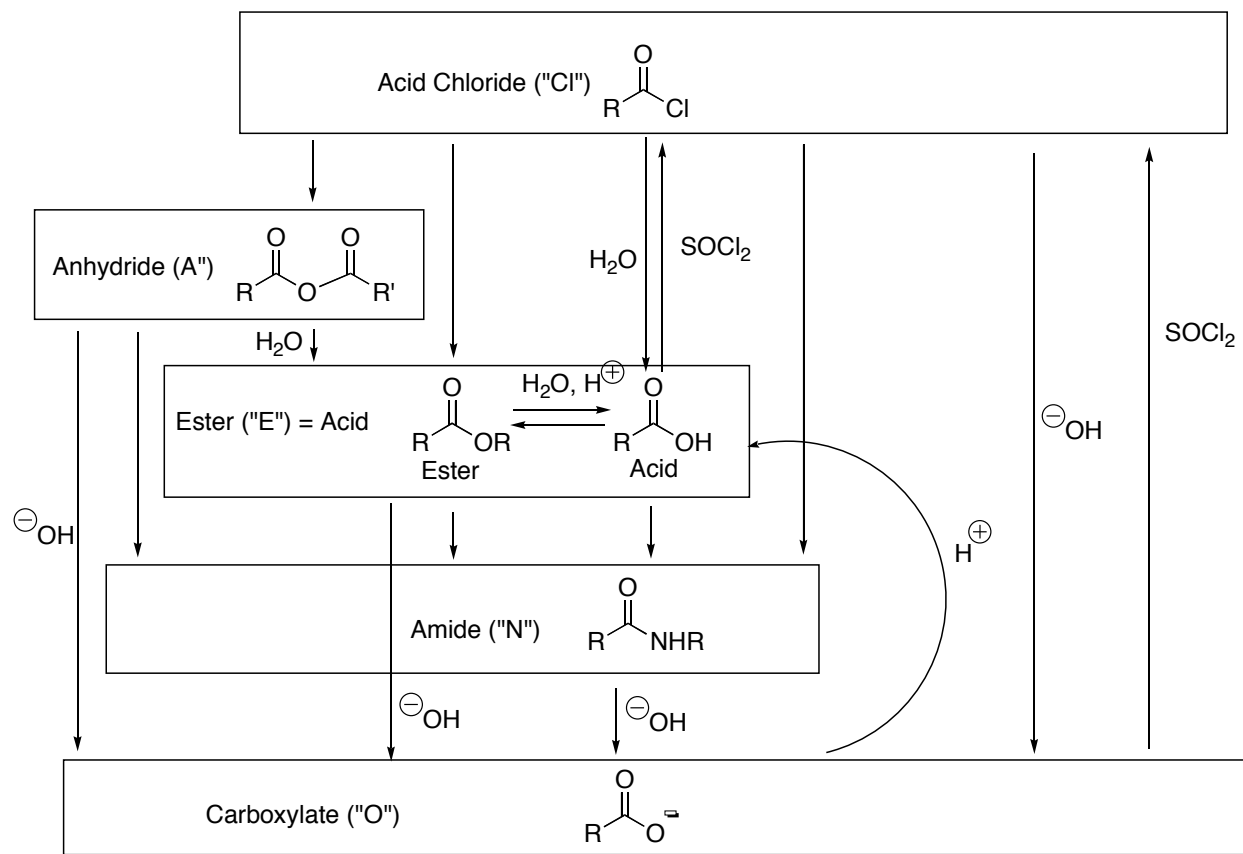 O
Acid Chloride ("Cl")
R
Cl
H₂O
SOCl₂
O
O
Anhydride (A")
R
O
R'
SOCl₂
H₂O
O
H₂O, H⊕
O
Ester ("E") = Acid
R
OR
R
OH
Ester
Acid
⊖OH
⊖OH
H⊕
O
Amide ("N")
R
NHR
⊖OH
⊖OH
O
Carboxylate ("O")
R
O